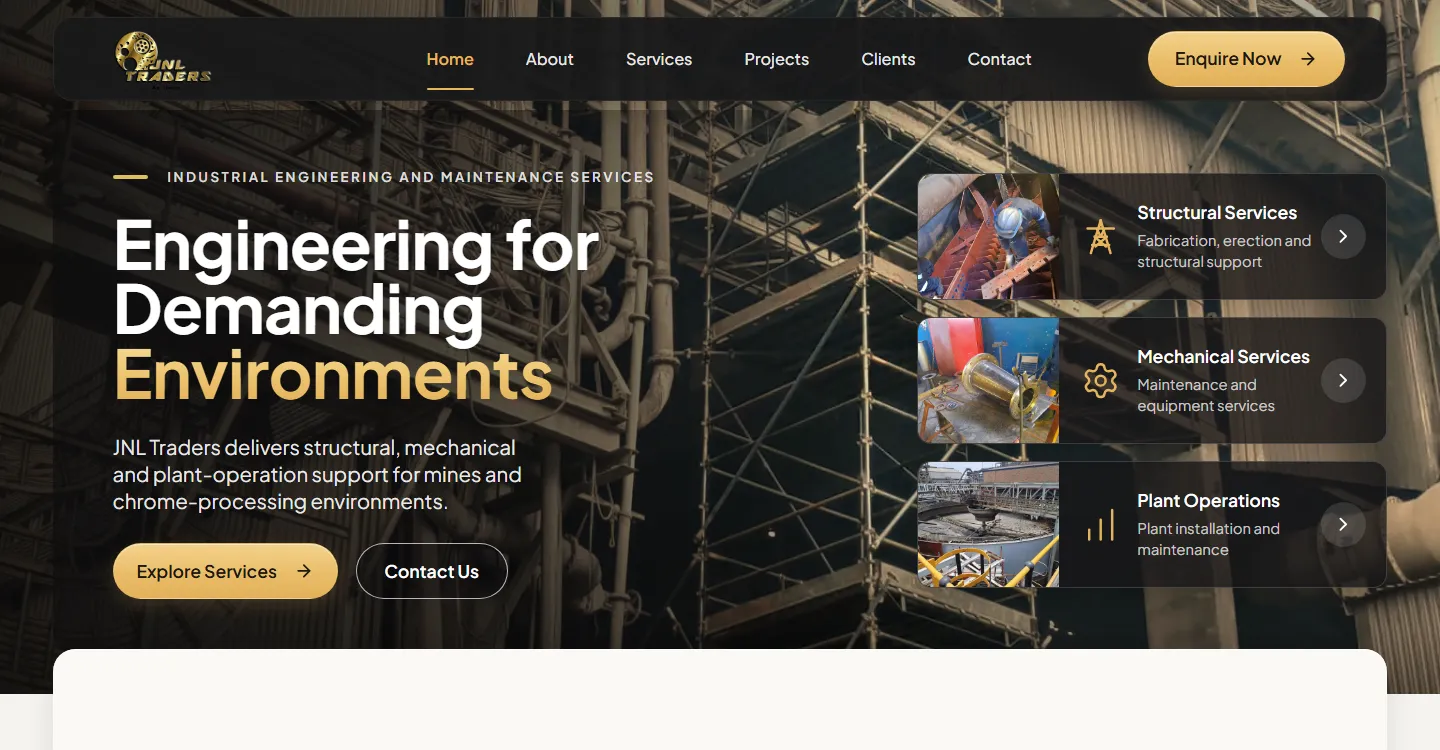 JNL
TRADERS
Home
About
Services
Projects
Clients
Contact
Enquire Now
INDUSTRIAL ENGINEERING AND MAINTENANCE SERVICES
Engineering for
Demanding
Environments
JNL Traders delivers structural, mechanical
and plant-operation support for mines and
chrome-processing environments.
Explore Services
Contact Us
Structural Services
Fabrication, erection and
structural support
Mechanical Services
Maintenance and
equipment services
Plant Operations
Plant installation and
maintenance